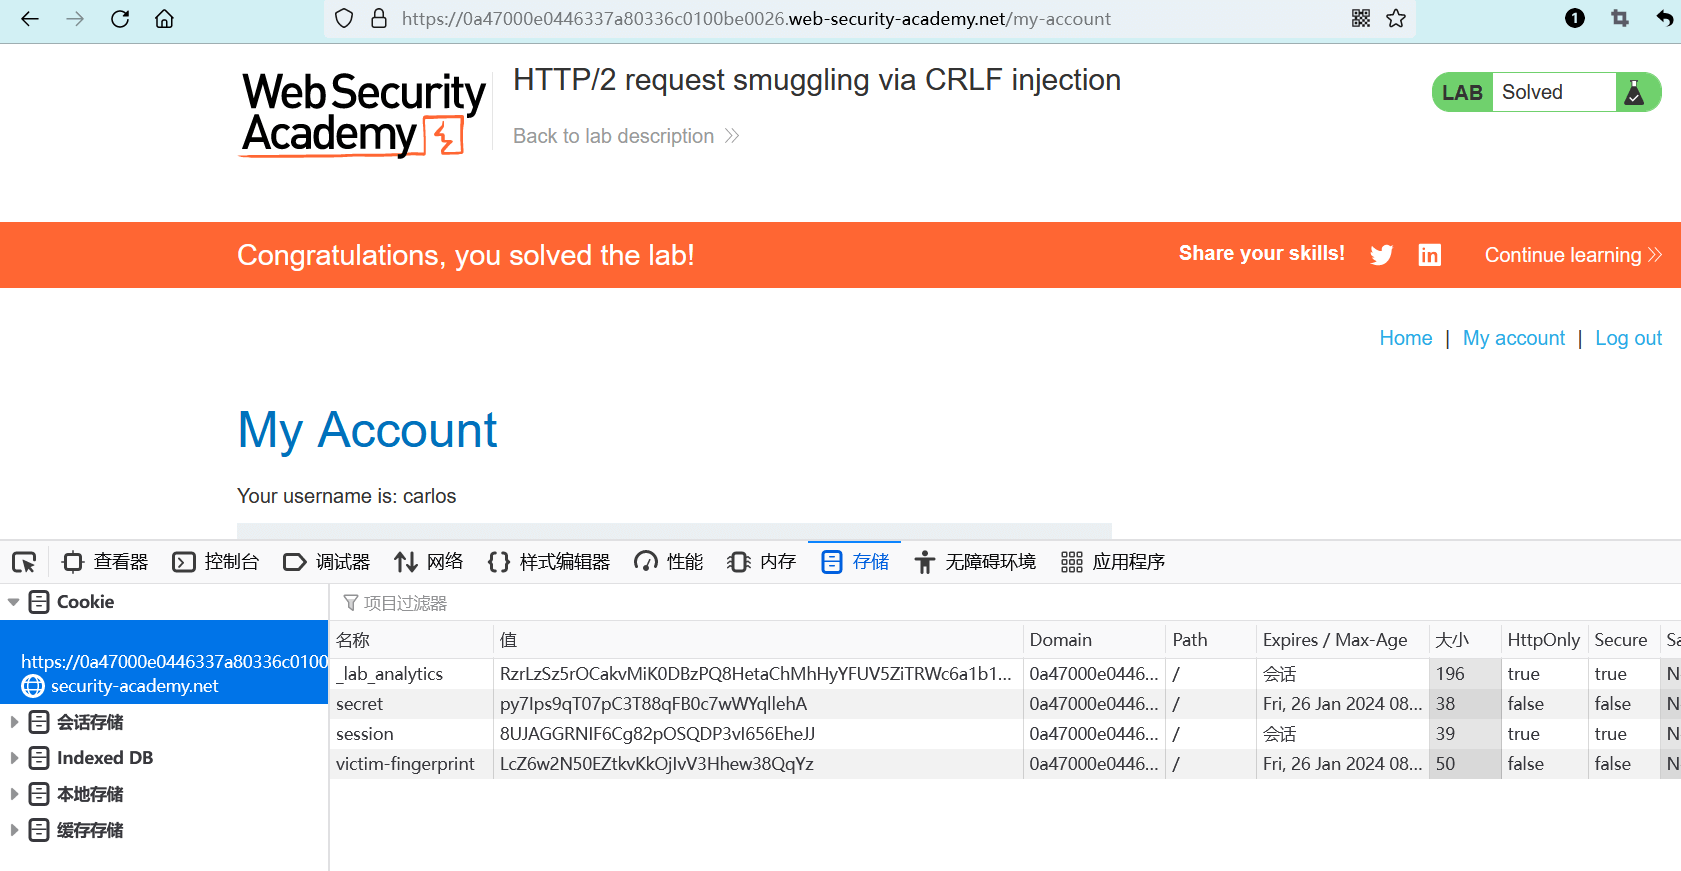 https://0a47000e0446337a80336c0100be0026.web-security-academy.net/my-account
1
WebSecurity
Academy
HTTP/2 request smuggling via CRLF injection
Back to lab description
LAB Solved
Congratulations, you solved the lab!
Share your skills!
in
Continue learning
Home | My account | Log out
My Account
Your username is: carlos
查看器 控制台 调试器 网络 样式编辑器 性能 内存 存储 无障碍环境 应用程序
Cookie
https://0a47000e0446337a80336c0100
security-academy.net
会话存储
Indexed DB
本地存储
缓存存储
项目过滤器
名称 值 Domain Path Expires / Max-Age 大小 HttpOnly Secure Sa
_lab_analytics RzrLzSz5rOCakvMiK0DBzPQ8HetaChMhHyYFUV5ZiTRWc6a1b1... 0a47000e0446... / 会话 196 true true N
secret py7Ips9qT07pC3T88qFB0c7wWYqllehA 0a47000e0446... / Fri, 26 Jan 2024 08... 38 false false N
session 8UJAGGRNIF6Cg82pOSQDP3vI656EheJJ 0a47000e0446... / 会话 39 true true N
victim-fingerprint LcZ6w2N50EZtkvKkOjIvV3Hhew38QqYz 0a47000e0446... / Fri, 26 Jan 2024 08... 50 false false N